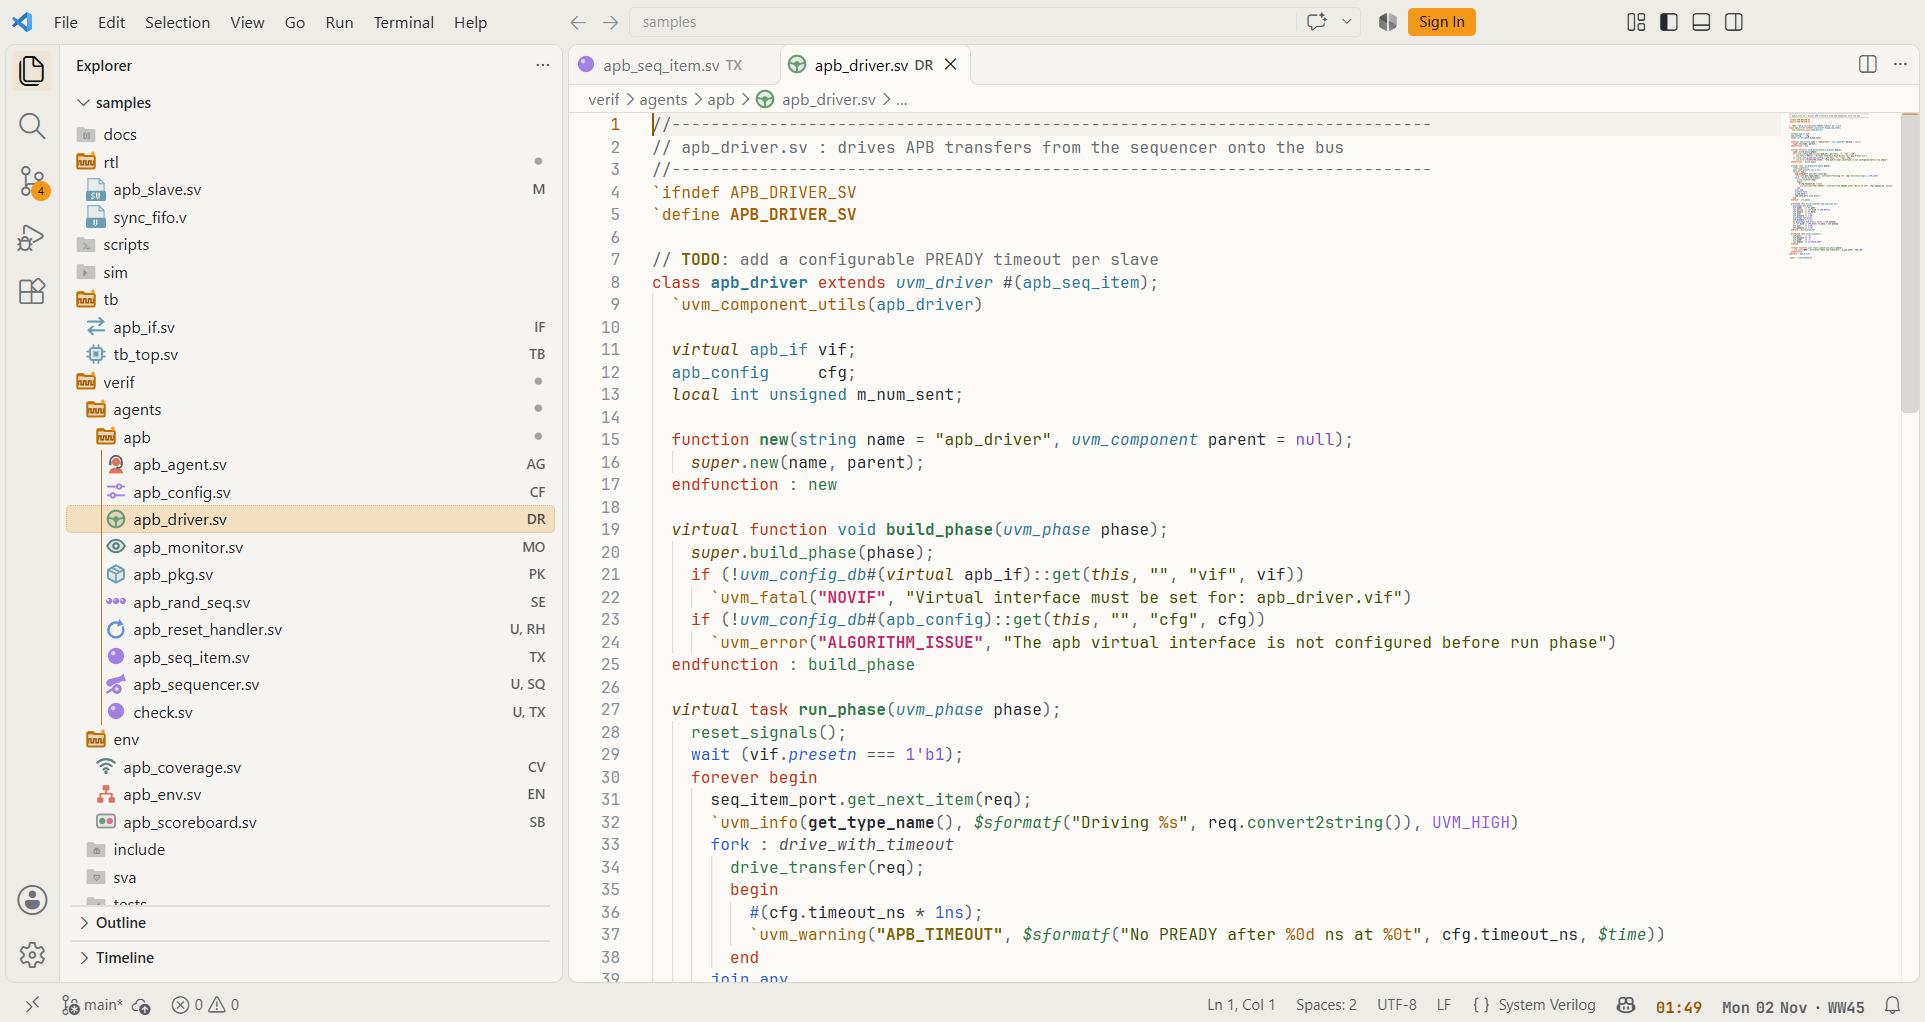 File Edit Selection View Go Run Terminal Help
samples
Sign In
Explorer
samples
docs
rtl
apb_slave.sv M
sync_fifo.v
scripts
sim
tb
apb_if.sv IF
tb_top.sv TB
verif
agents
apb
apb_agent.sv AG
apb_config.sv CF
apb_driver.sv DR
apb_monitor.sv MO
apb_pkg.sv PK
apb_rand_seq.sv SE
apb_reset_handler.sv U, RH
apb_seq_item.sv TX
apb_sequencer.sv U, SQ
check.sv U, TX
env
apb_coverage.sv CV
apb_env.sv EN
apb_scoreboard.sv SB
include
sva
tests
Outline
Timeline
4
apb_seq_item.sv TX
apb_driver.sv DR
verif > agents > apb > apb_driver.sv > ...
1 //------------------------------------------------------------------------------
2 // apb_driver.sv : drives APB transfers from the sequencer onto the bus
3 //------------------------------------------------------------------------------
4 `ifndef APB_DRIVER_SV
5 `define APB_DRIVER_SV
6
7 // TODO: add a configurable PREADY timeout per slave
8 class apb_driver extends uvm_driver #(apb_seq_item);
9 `uvm_component_utils(apb_driver)
10
11 virtual apb_if vif;
12 apb_config     cfg;
13 local int unsigned m_num_sent;
14
15 function new(string name = "apb_driver", uvm_component parent = null);
16 super.new(name, parent);
17 endfunction : new
18
19 virtual function void build_phase(uvm_phase phase);
20 super.build_phase(phase);
21 if (!uvm_config_db#(virtual apb_if)::get(this, "", "vif", vif))
22 `uvm_fatal("NOVIF", "Virtual interface must be set for: apb_driver.vif")
23 if (!uvm_config_db#(apb_config)::get(this, "", "cfg", cfg))
24 `uvm_error("ALGORITHM_ISSUE", "The apb virtual interface is not configured before run phase")
25 endfunction : build_phase
26
27 virtual task run_phase(uvm_phase phase);
28 reset_signals();
29 wait (vif.presetn === 1'b1);
30 forever begin
31 seq_item_port.get_next_item(req);
32 `uvm_info(get_type_name(), $sformatf("Driving %s", req.convert2string()), UVM_HIGH)
33 fork : drive_with_timeout
34 drive_transfer(req);
35 begin
36 #(cfg.timeout_ns * 1ns);
37 `uvm_warning("APB_TIMEOUT", $sformatf("No PREADY after %0d ns at %0t", cfg.timeout_ns, $time))
38 end
39 join_any
main* 0 0
Ln 1, Col 1 Spaces: 2 UTF-8 LF { } System Verilog 01:49 Mon 02 Nov · WW45